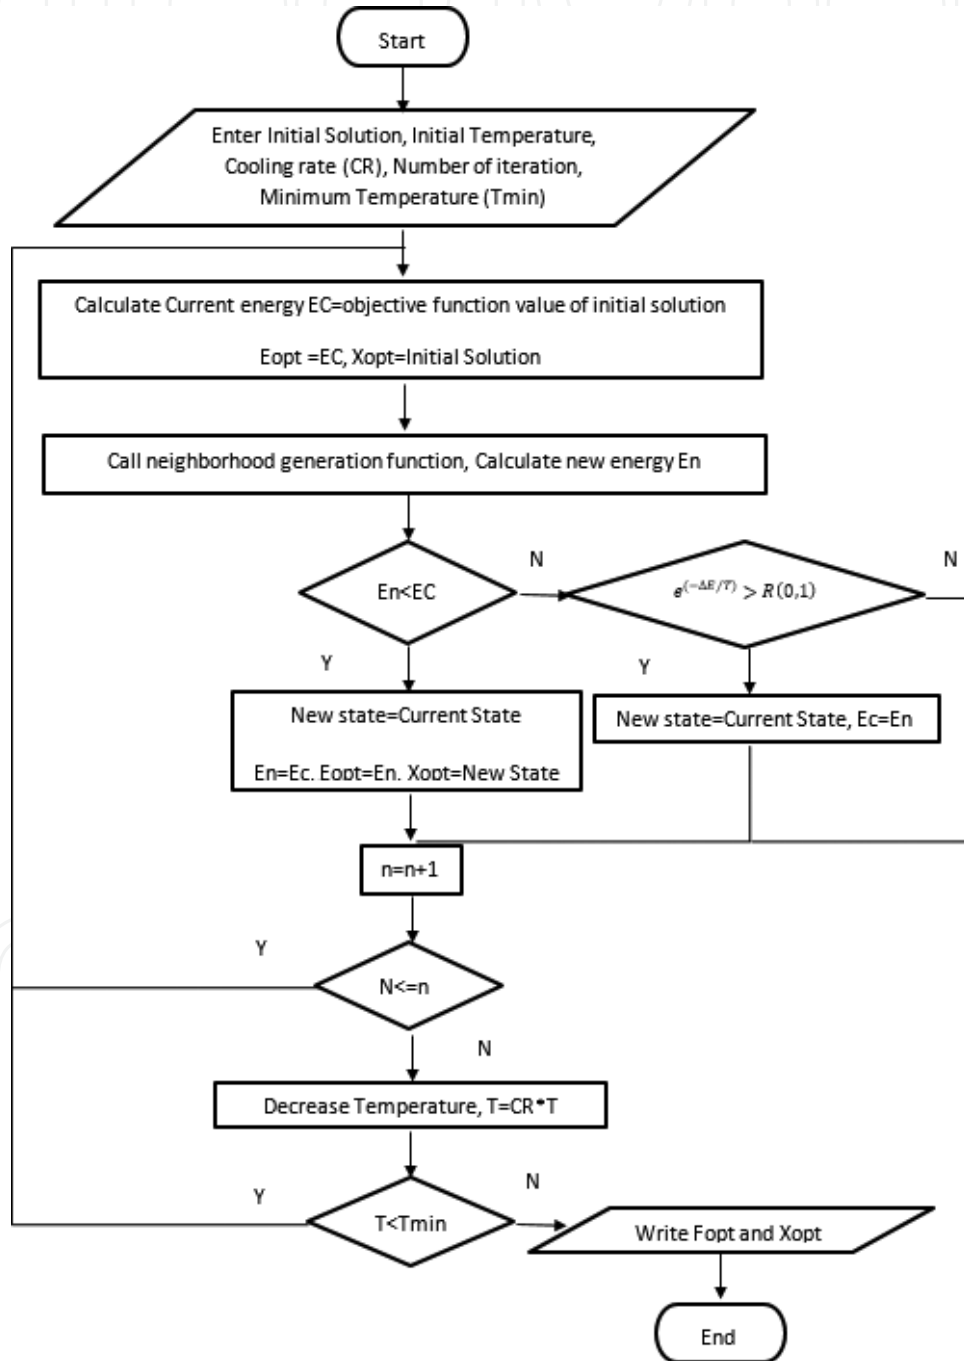 Start
Enter Initial Solution, Initial Temperature,
Cooling rate (CR), Number of iteration,
Minimum Temperature (Tmin)
Calculate Current energy EC=objective function value of initial solution
Eopt =EC, Xopt=Initial Solution
Call neighborhood generation function, Calculate new energy En
En<EC
N
e^(−ΔE/T) > R(0,1)
N
Y
Y
New state=Current State
En=Ec, Eopt=En, Xopt=New State
New state=Current State, Ec=En
n=n+1
Y
N<=n
N
Decrease Temperature, T=CR*T
Y
T<Tmin
N
Write Fopt and Xopt
End